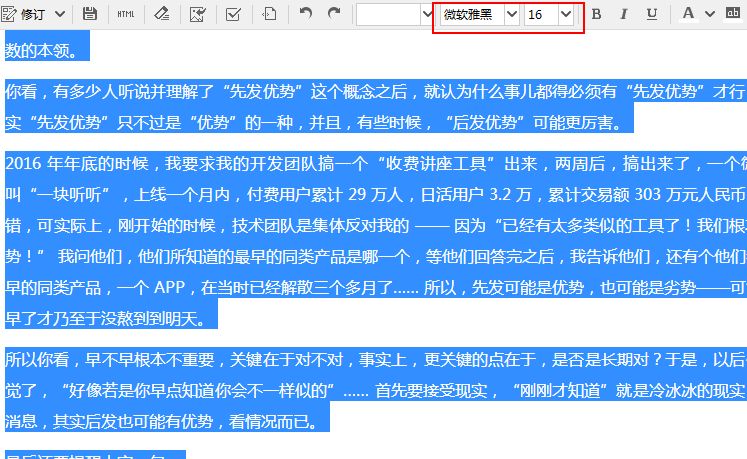 修订 HTML 微软雅黑 16 B I U A ab
数的本领。
你看，有多少人听说并理解了“先发优势”这个概念之后，就认为什么事儿都得必须有“先发优势”才行
实“先发优势”只不过是“优势”的一种，并且，有些时候，“后发优势”可能更厉害。
2016 年年底的时候，我要求我的开发团队搞一个“收费讲座工具”出来，两周后，搞出来了，一个
叫“一块听听”，上线一个月内，付费用户累计 29 万人，日活用户 3.2 万，累计交易额 303 万元人民币
错，可实际上，刚开始的时候，技术团队是集体反对我的 —— 因为“已经有太多类似的工具了！我们根
势！” 我问他们，他们所知道的最早的同类产品是哪一个，等他们回答完之后，我告诉他们，还有个他们
早的同类产品，一个 APP，在当时已经解散三个多月了…… 所以，先发可能是优势，也可能是劣势——可
早了才乃至于没熬到到明天。
所以你看，早不早根本不重要，关键在于对不对，事实上，更关键的点在于，是否是长期对？于是，以后
觉了，“好像若是你早点知道你会不一样似的”…… 首先要接受现实，“刚刚才知道”就是冷冰冰的现实
消息，其实后发也可能有优势，看情况而已。